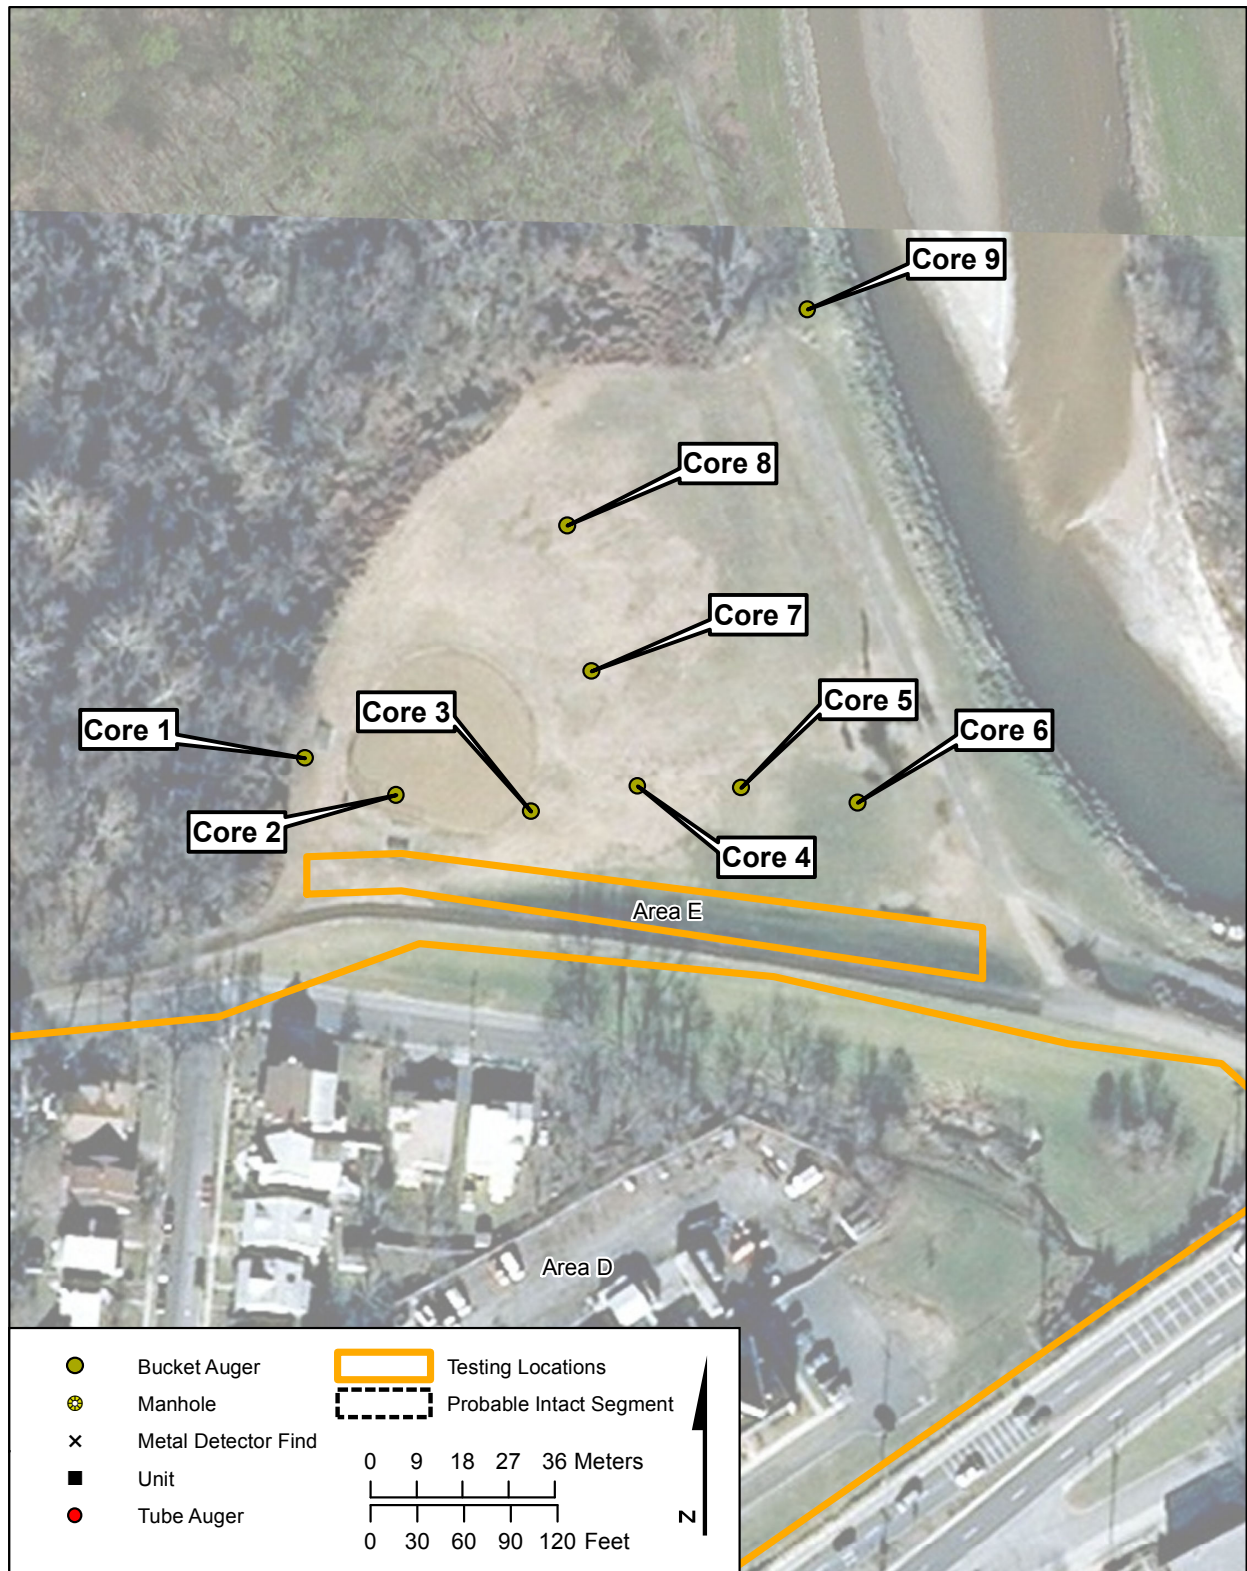 Core 9
Core 8
Core 7
Core 5
Core 3
Core 1
Core 6
Core 2
Core 4
Area E
Area D
Bucket Auger
Manhole
Metal Detector Find
Unit
Tube Auger
Testing Locations
Probable Intact Segment
0 9 18 27 36 Meters
0 30 60 90 120 Feet
Z